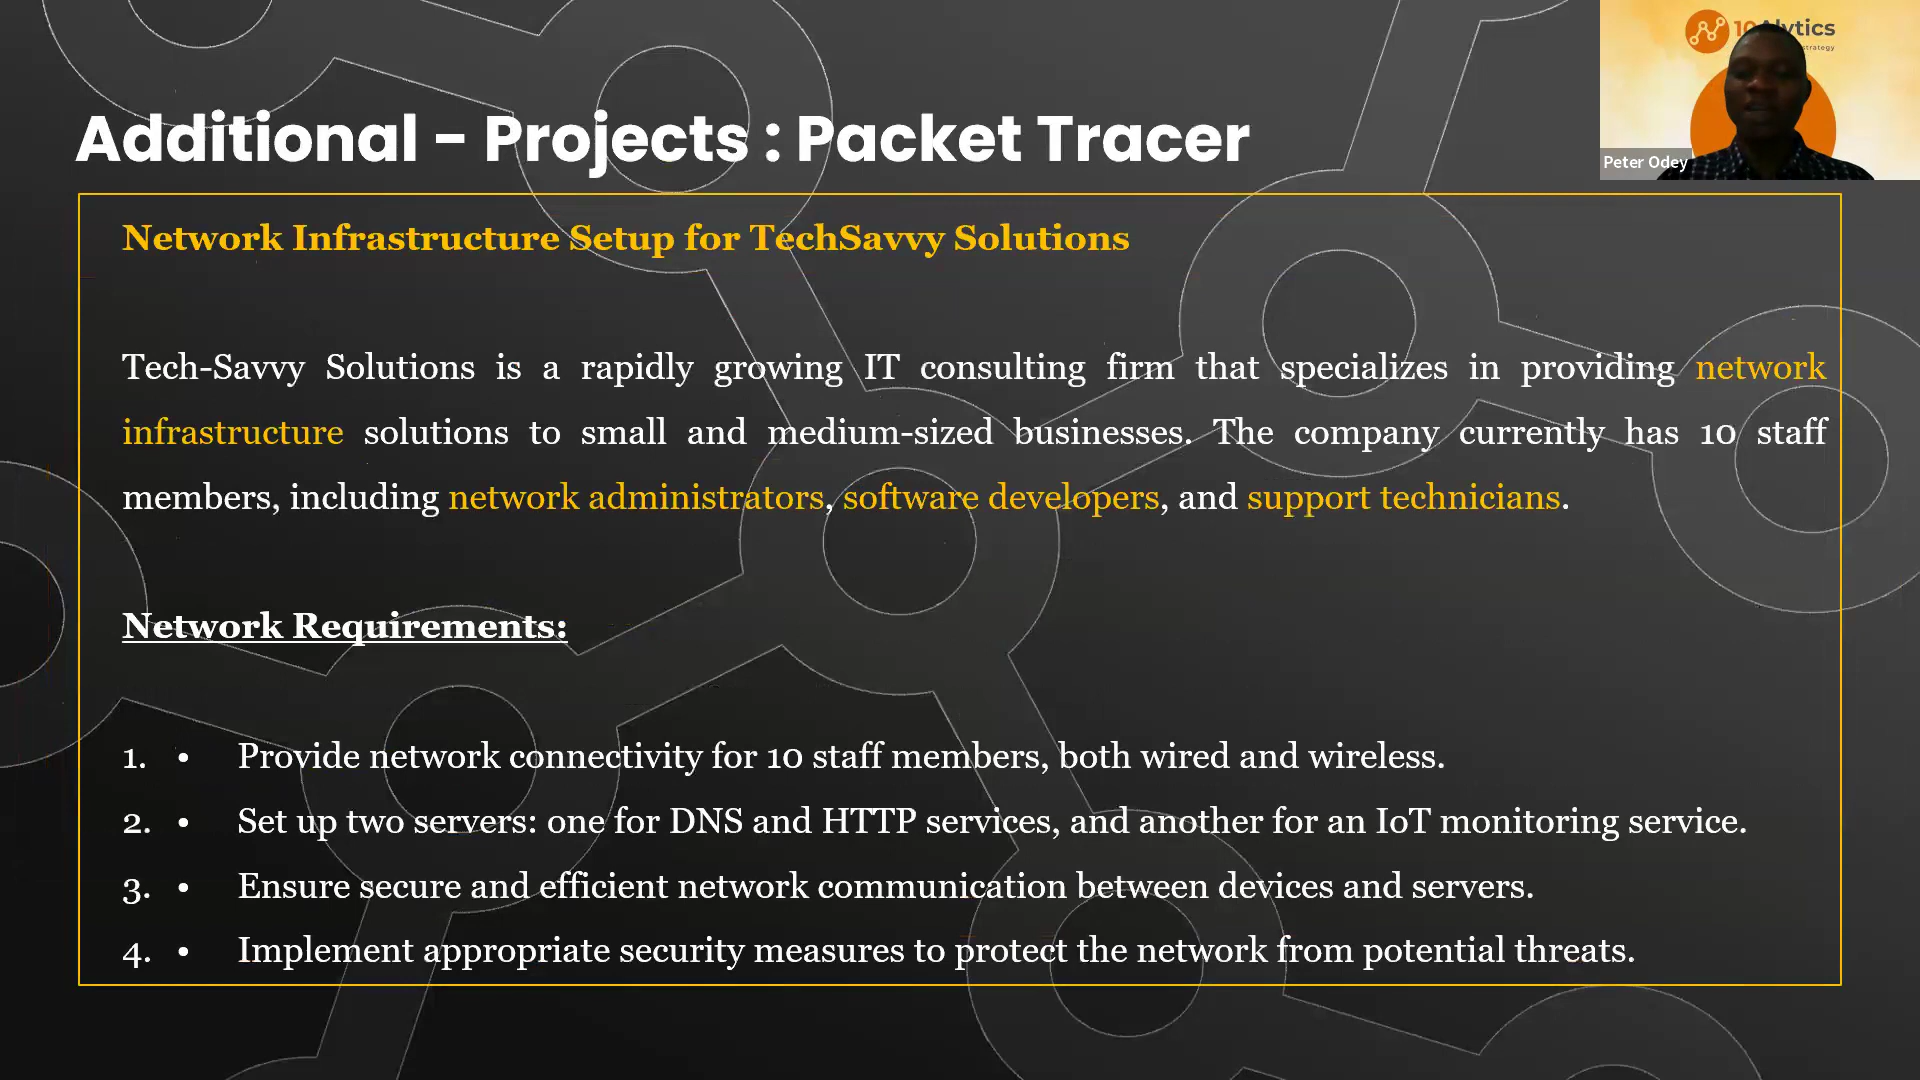 Additional - Projects : Packet Tracer
Peter Odey
Network Infrastructure Setup for TechSavvy Solutions
Tech-Savvy Solutions is a rapidly growing IT consulting firm that specializes in providing network
infrastructure solutions to small and medium-sized businesses. The company currently has 10 staff
members, including network administrators, software developers, and support technicians.
Network Requirements:
1. • Provide network connectivity for 10 staff members, both wired and wireless.
2. • Set up two servers: one for DNS and HTTP services, and another for an IoT monitoring service.
3. • Ensure secure and efficient network communication between devices and servers.
4. • Implement appropriate security measures to protect the network from potential threats.